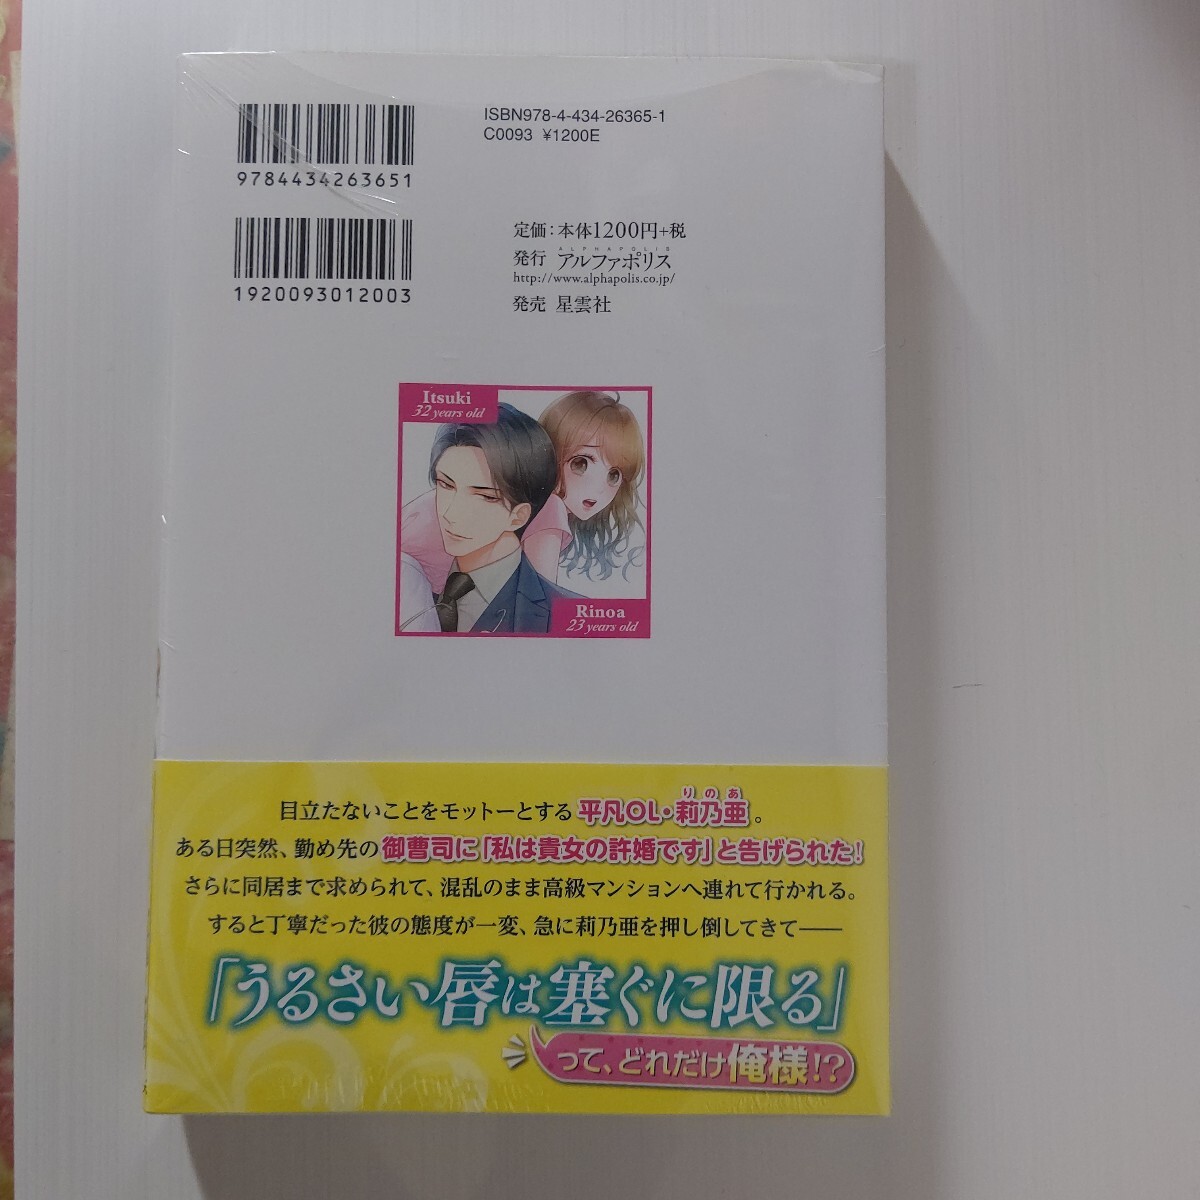 ISBN978-4-434-26365-1
C0093 ¥1200E
9784434263651
1920093012003
定価:本体1200円+税
ALPHAPOLIS
発行 アルファポリス
http://www.alphapolis.co.jp/
発売 星雲社
Itsuki
32 years old
Rinoa
23 years old
りのあ
目立たないことをモットーとする平凡OL・莉乃亜。
ある日突然、勤め先の御曹司に「私は貴女の許婚です」と告げられた!
さらに同居まで求められて、混乱のまま高級マンションへ連れて行かれる。
すると丁寧だった彼の態度が一変、急に莉乃亜を押し倒してきて——
「うるさい唇は塞ぐに限る」
って、どれだけ俺様!?